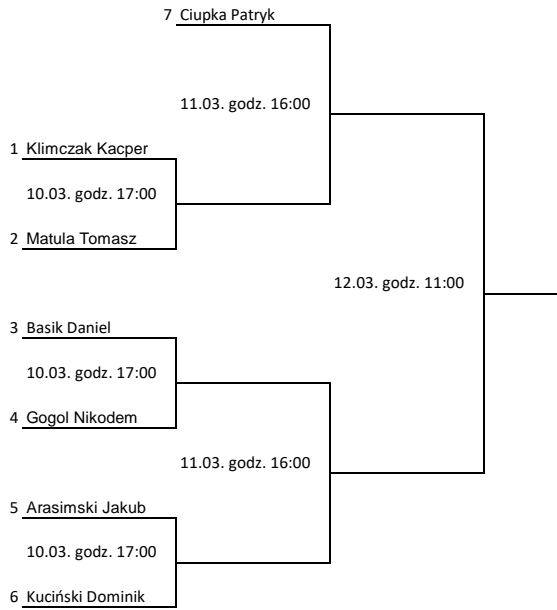 7 Ciupka Patryk
11.03. godz. 16:00
1 Klimczak Kacper
10.03. godz. 17:00
2 Matula Tomasz
12.03. godz. 11:00
3 Basik Daniel
10.03. godz. 17:00
4 Gogol Nikodem
11.03. godz. 16:00
5 Arasimski Jakub
10.03. godz. 17:00
6 Kuciński Dominik